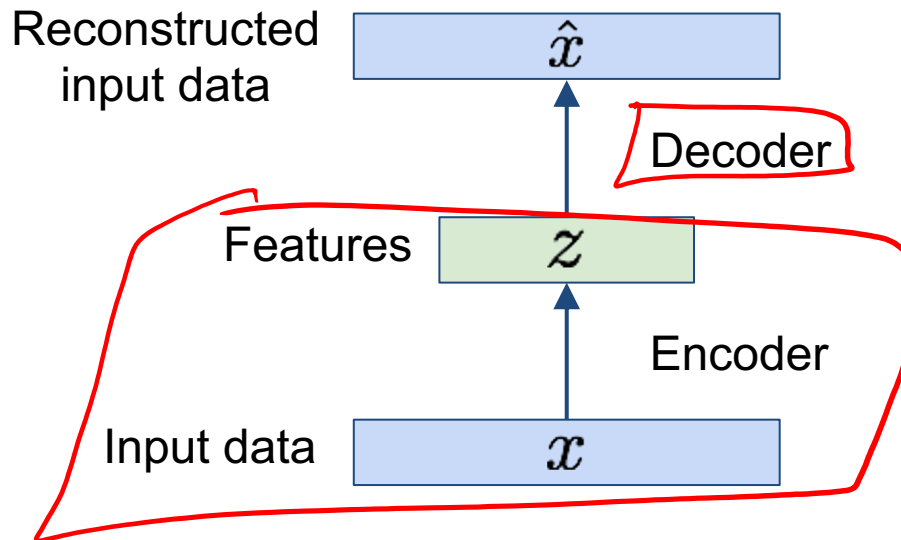 Reconstructed
input data
x̂
Decoder
Features
z
Encoder
Input data
x